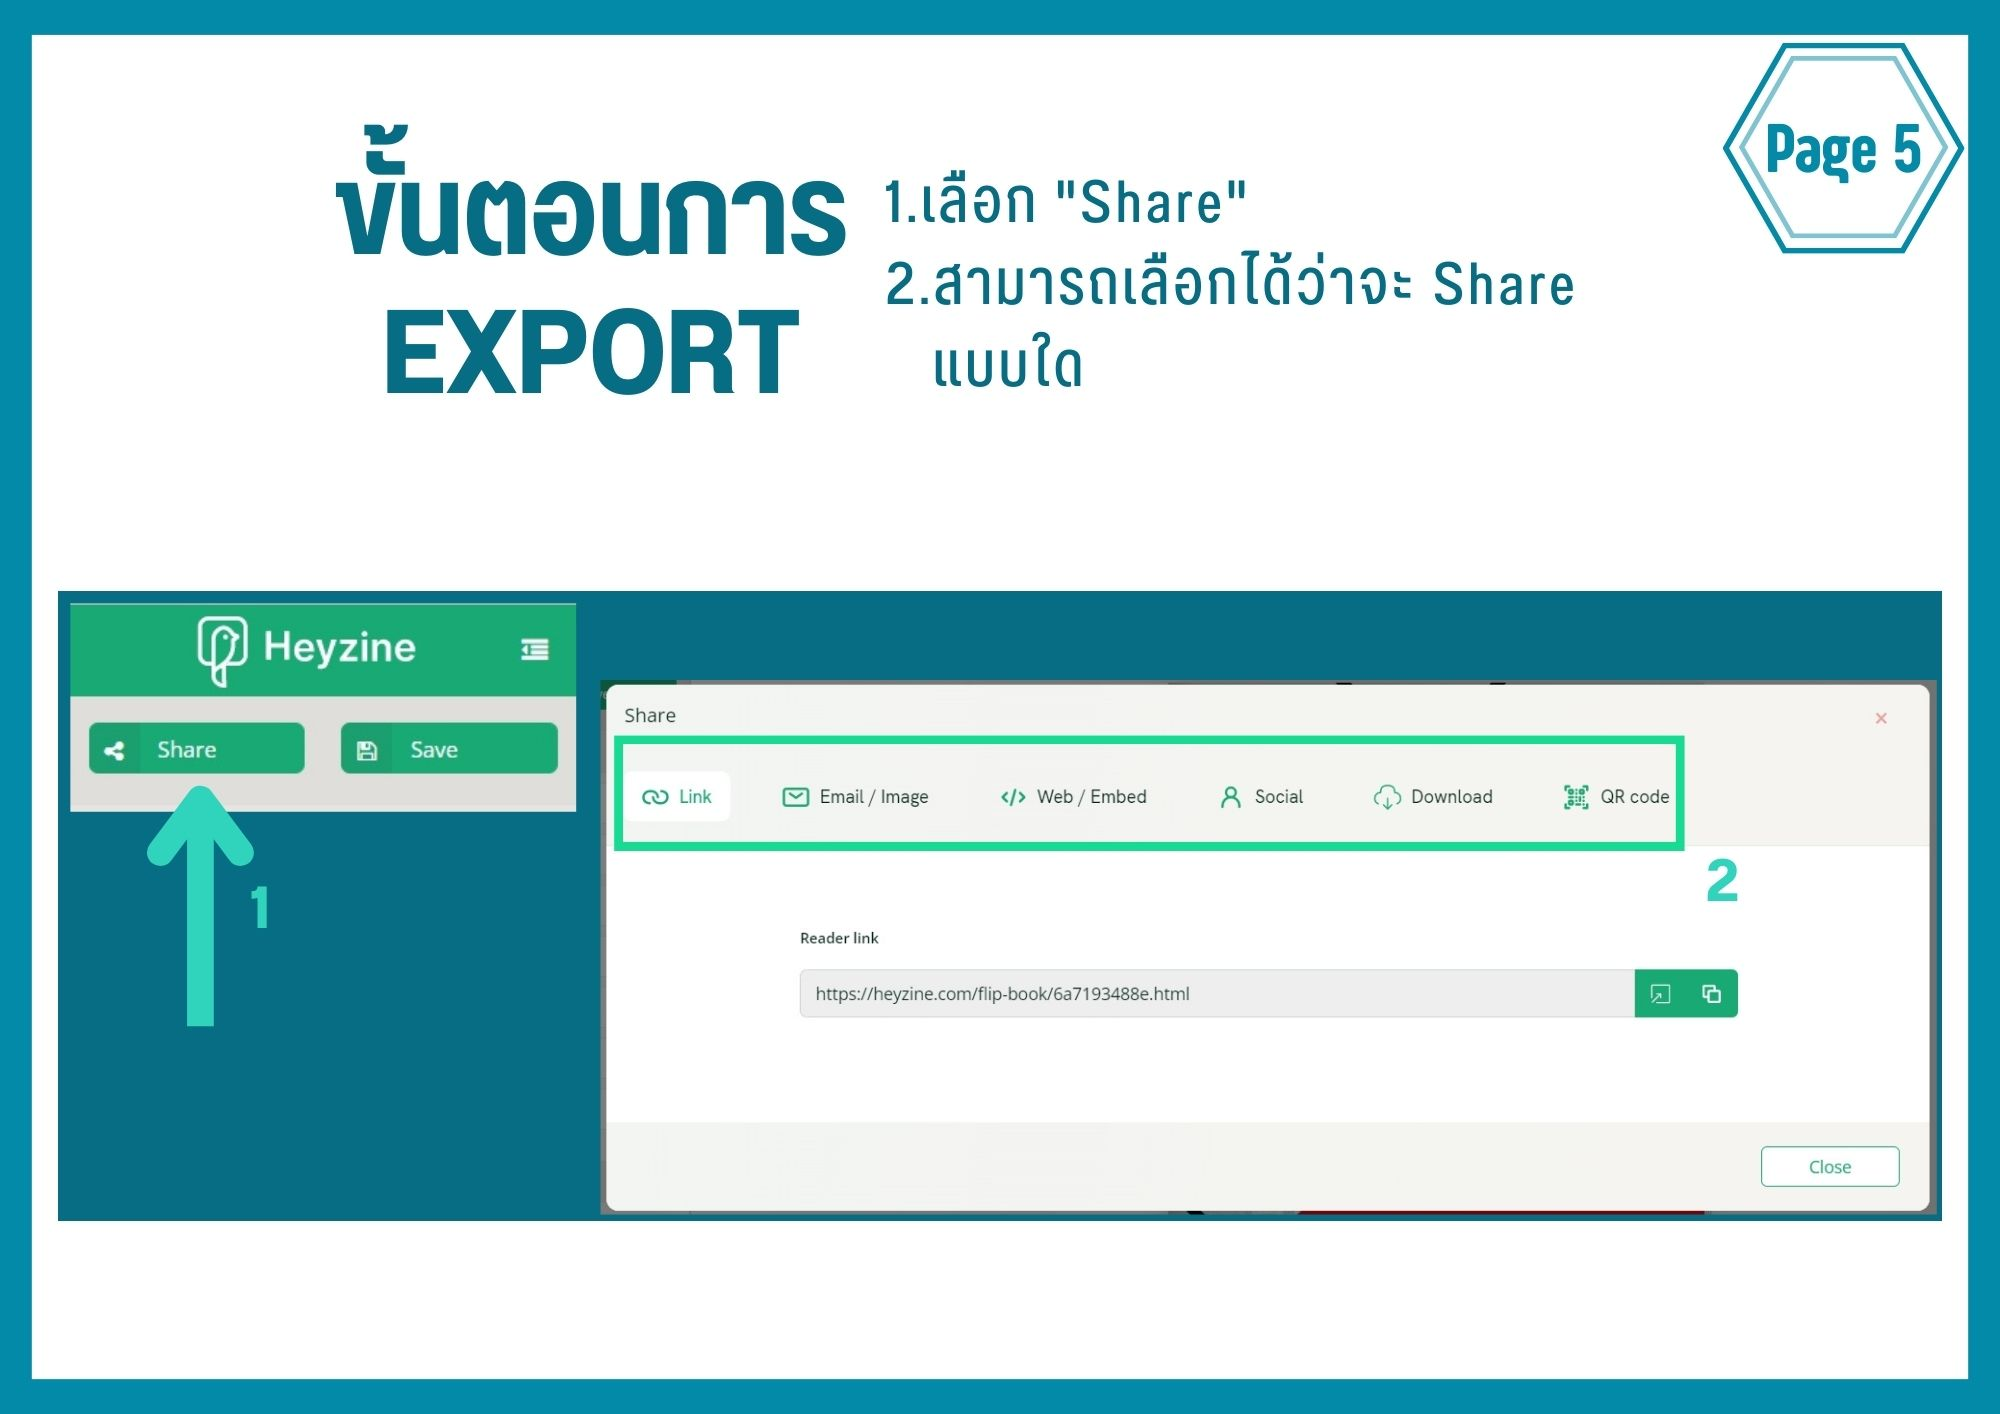 Page 5
ขั้นตอนการ
EXPORT
1.เลือก "Share"
2.สามารถเลือกได้ว่าจะ Share
แบบใด
Heyzine
Share
Save
1
Share
×
Link
Email / Image
Web / Embed
Social
Download
QR code
2
Reader link
https://heyzine.com/flip-book/6a7193488e.html
Close